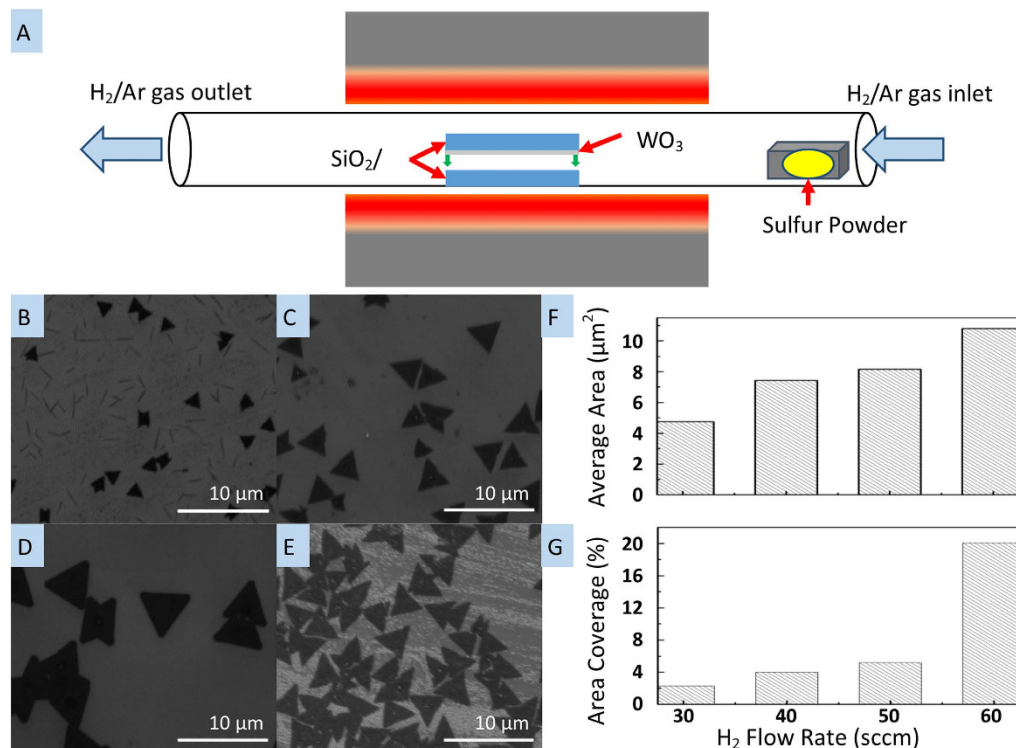 A
H₂/Ar gas outlet
H₂/Ar gas inlet
SiO₂/
WO₃
Sulfur Powder
B
10 µm
C
10 µm
D
10 µm
E
10 µm
F
Average Area (µm²)
10
8
6
4
2
0
G
Area Coverage (%)
20
16
12
8
4
0
30 40 50 60
H₂ Flow Rate (sccm)